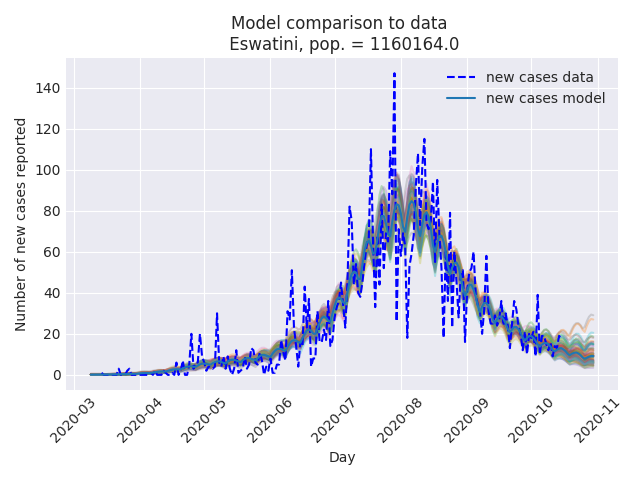 Model comparison to data
Eswatini, pop. = 1160164.0
new cases data
new cases model
Number of new cases reported
140
120
100
80
60
40
20
0
2020-03
2020-04
2020-05
2020-06
2020-07
2020-08
2020-09
2020-10
2020-11
Day